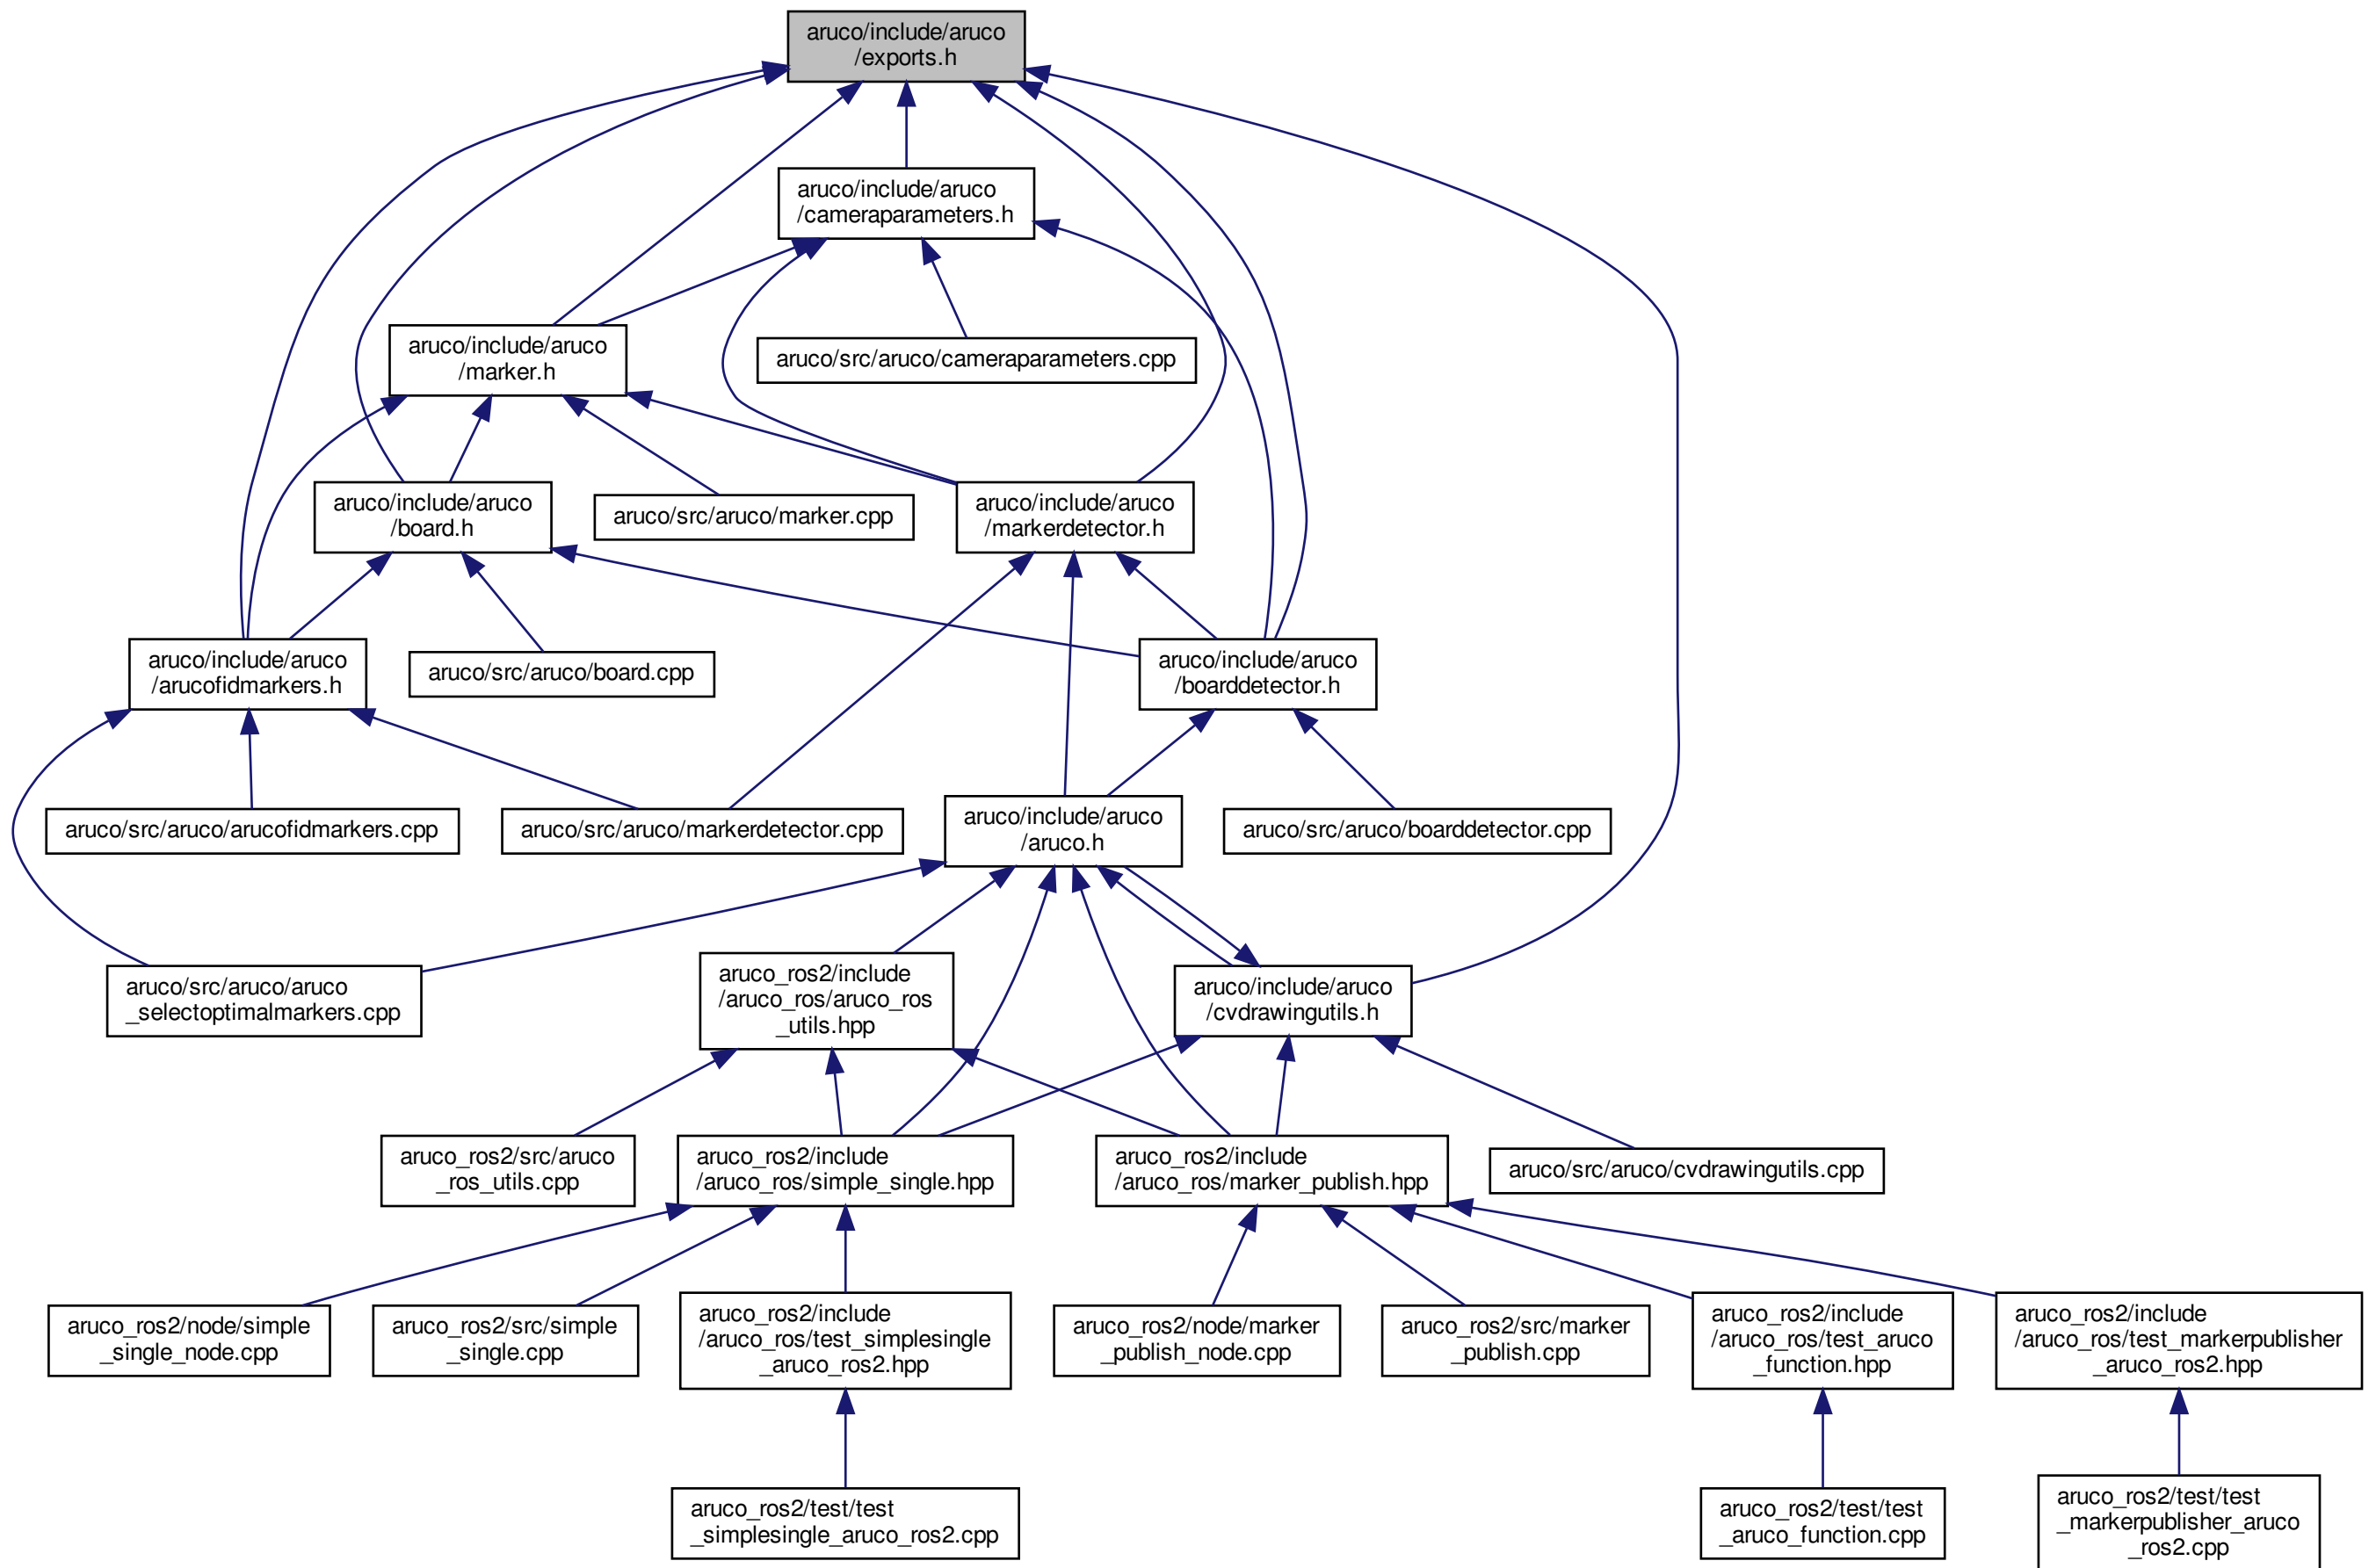 aruco/include/aruco
/exports.h
aruco/include/aruco
/cameraparameters.h
aruco/include/aruco
/marker.h
aruco/src/aruco/cameraparameters.cpp
aruco/include/aruco
/board.h
aruco/src/aruco/marker.cpp
aruco/include/aruco
/markerdetector.h
aruco/include/aruco
/arucofidmarkers.h
aruco/src/aruco/board.cpp
aruco/include/aruco
/boarddetector.h
aruco/src/aruco/arucofidmarkers.cpp
aruco/src/aruco/markerdetector.cpp
aruco/include/aruco
/aruco.h
aruco/src/aruco/boarddetector.cpp
aruco/src/aruco/aruco
_selectoptimalmarkers.cpp
aruco_ros2/include
/aruco_ros/aruco_ros
_utils.hpp
aruco/include/aruco
/cvdrawingutils.h
aruco_ros2/src/aruco
_ros_utils.cpp
aruco_ros2/include
/aruco_ros/simple_single.hpp
aruco_ros2/include
/aruco_ros/marker_publish.hpp
aruco/src/aruco/cvdrawingutils.cpp
aruco_ros2/node/simple
_single_node.cpp
aruco_ros2/src/simple
_single.cpp
aruco_ros2/include
/aruco_ros/test_simplesingle
_aruco_ros2.hpp
aruco_ros2/node/marker
_publish_node.cpp
aruco_ros2/src/marker
_publish.cpp
aruco_ros2/include
/aruco_ros/test_aruco
_function.hpp
aruco_ros2/include
/aruco_ros/test_markerpublisher
_aruco_ros2.hpp
aruco_ros2/test/test
_simplesingle_aruco_ros2.cpp
aruco_ros2/test/test
_aruco_function.cpp
aruco_ros2/test/test
_markerpublisher_aruco
_ros2.cpp